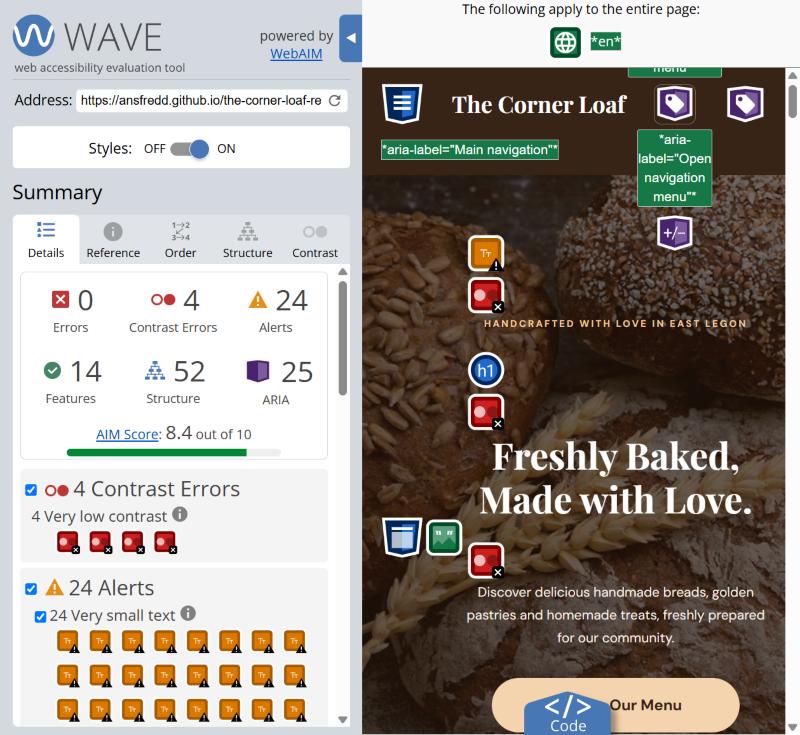 WAVE
web accessibility evaluation tool
powered by
WebAIM
Address: https://ansfredd.github.io/the-corner-loaf-re
Styles: OFF ON
Summary
Details Reference Order Structure Contrast
0 Errors
4 Contrast Errors
24 Alerts
14 Features
52 Structure
25 ARIA
AIM Score: 8.4 out of 10
4 Contrast Errors
4 Very low contrast
24 Alerts
24 Very small text
The following apply to the entire page:
*en*
menu
The Corner Loaf
*aria-label="Main navigation"*
*aria-
label="Open
navigation
menu"*
+/-
HANDCRAFTED WITH LOVE IN EAST LEGON
h1
Freshly Baked,
Made with Love.
Discover delicious handmade breads, golden
pastries and homemade treats, freshly prepared
for our community.
Our Menu
</>
Code